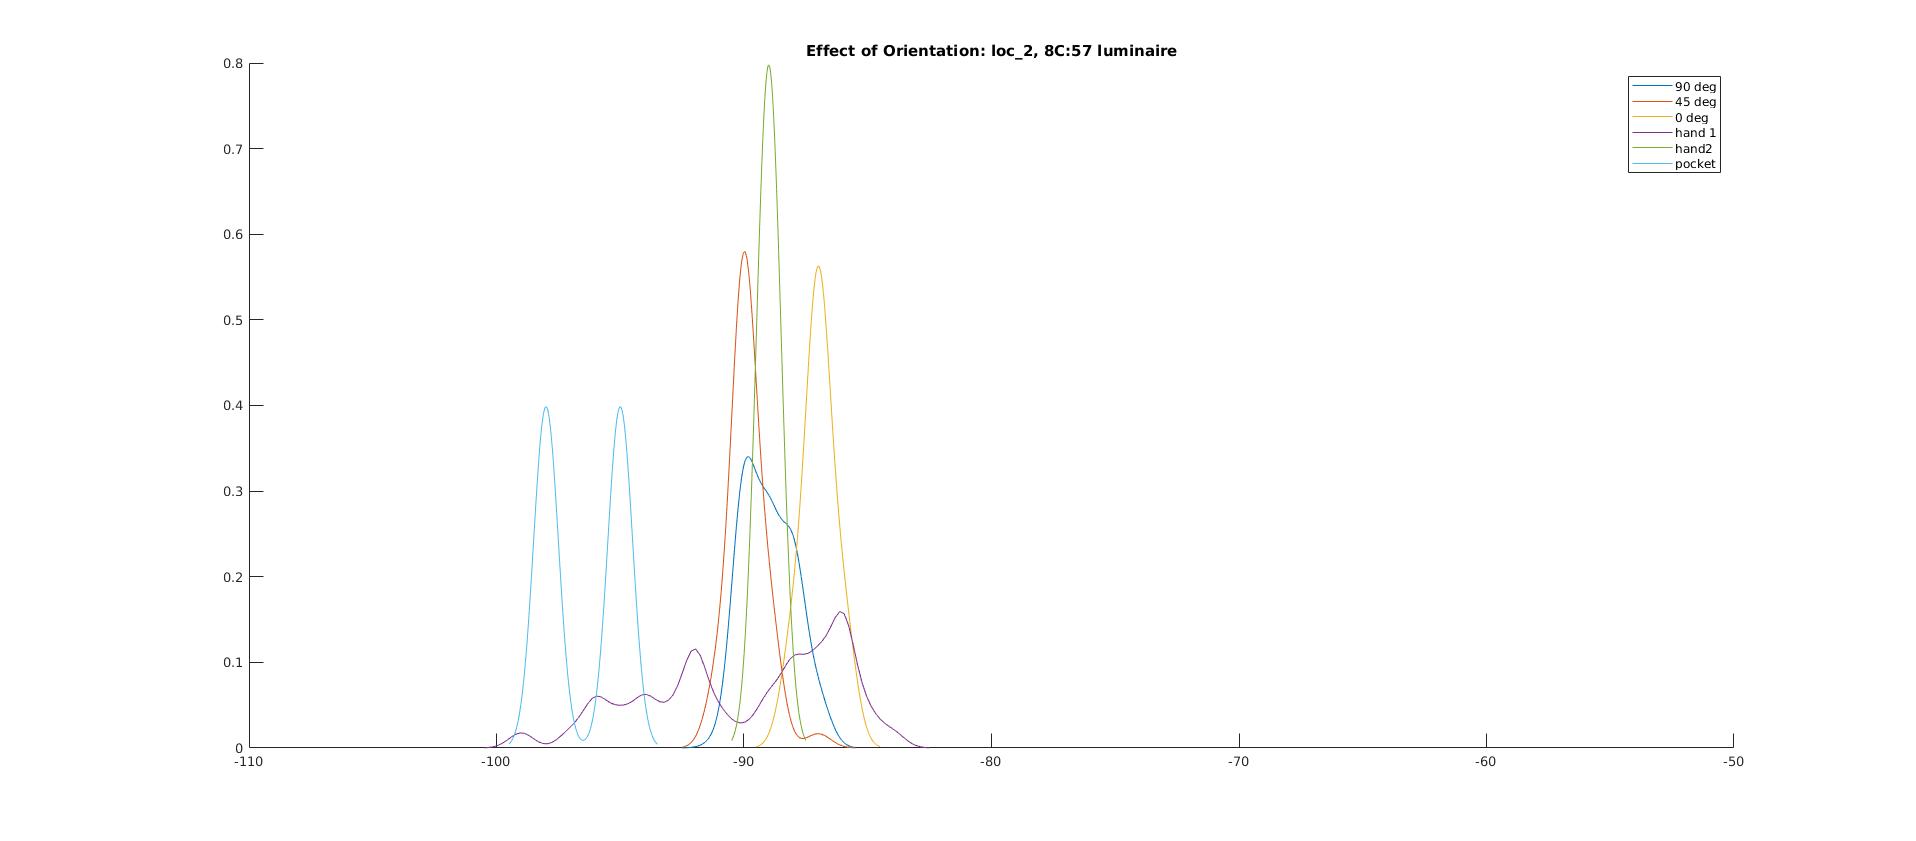 Effect of Orientation: loc_2, 8C:57 luminaire
0.8
0.7
0.6
0.5
0.4
0.3
0.2
0.1
0
-110
-100
-90
-80
-70
-60
-50
90 deg
45 deg
0 deg
hand 1
hand2
pocket